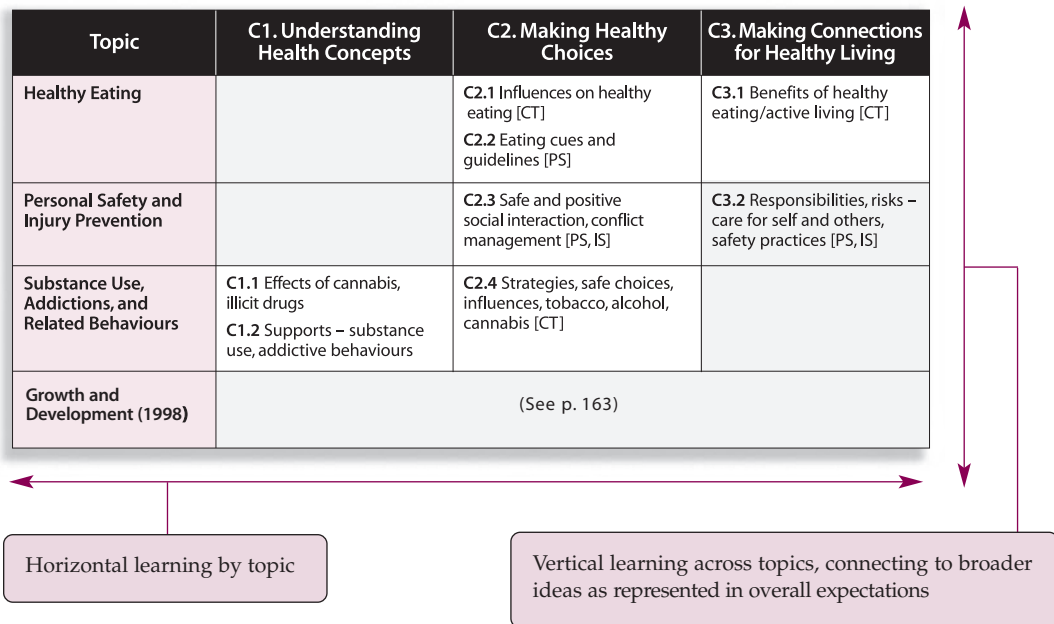 Topic
C1. Understanding
Health Concepts
C2. Making Healthy
Choices
C3. Making Connections
for Healthy Living
Healthy Eating
C2.1 Influences on healthy
eating [CT]
C2.2 Eating cues and
guidelines [PS]
C3.1 Benefits of healthy
eating/active living [CT]
Personal Safety and
Injury Prevention
C2.3 Safe and positive
social interaction, conflict
management [PS, IS]
C3.2 Responsibilities, risks –
care for self and others,
safety practices [PS, IS]
Substance Use,
Addictions, and
Related Behaviours
C1.1 Effects of cannabis,
illicit drugs
C1.2 Supports – substance
use, addictive behaviours
C2.4 Strategies, safe choices,
influences, tobacco, alcohol,
cannabis [CT]
Growth and
Development (1998)
(See p. 163)
Horizontal learning by topic
Vertical learning across topics, connecting to broader
ideas as represented in overall expectations